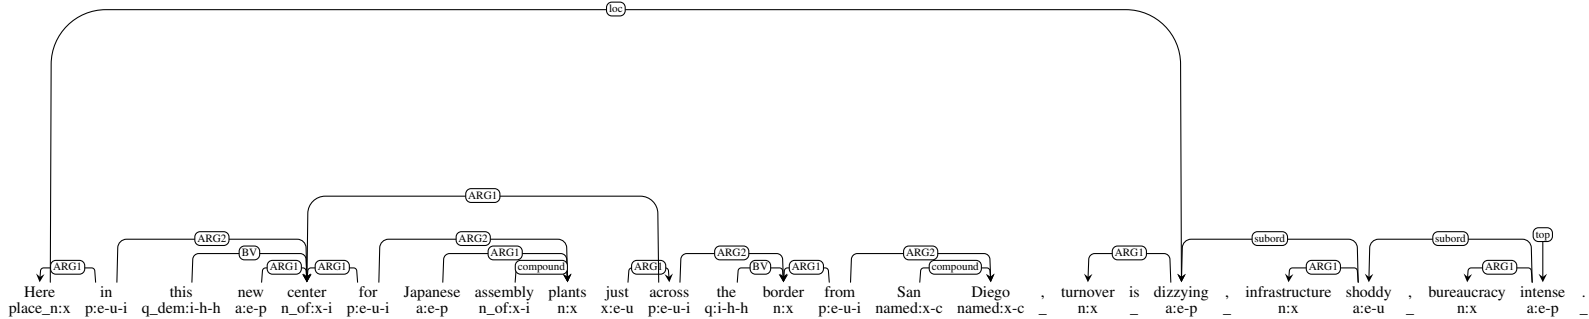 loc
ARG1
ARG2 ARG2 subord subord top
BV ARG1 ARG2 ARG2 ARG1
ARG1 ARG1 ARG1 compound ARG1 BV ARG1 compound ARG1 ARG1
Here in this new center for Japanese assembly plants just across the border from San Diego , turnover is dizzying , infrastructure shoddy , bureaucracy intense .
place_n:x p:e-u-i q_dem:i-h-h a:e-p n_of:x-i p:e-u-i a:e-p n_of:x-i n:x x:e-u p:e-u-i q:i-h-h n:x p:e-u-i named:x-c named:x-c _ n:x _ a:e-p _ n:x a:e-u _ n:x a:e-p _